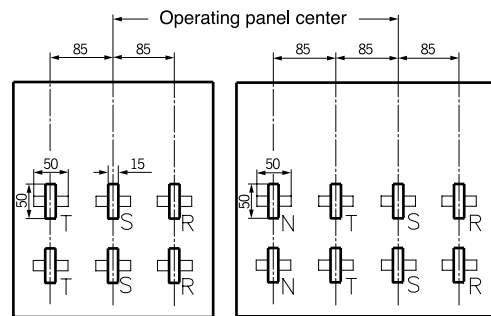 Operating panel center
85 85 85 85 85
50 15 50
50 50
T S R N T S R
T S R N T S R